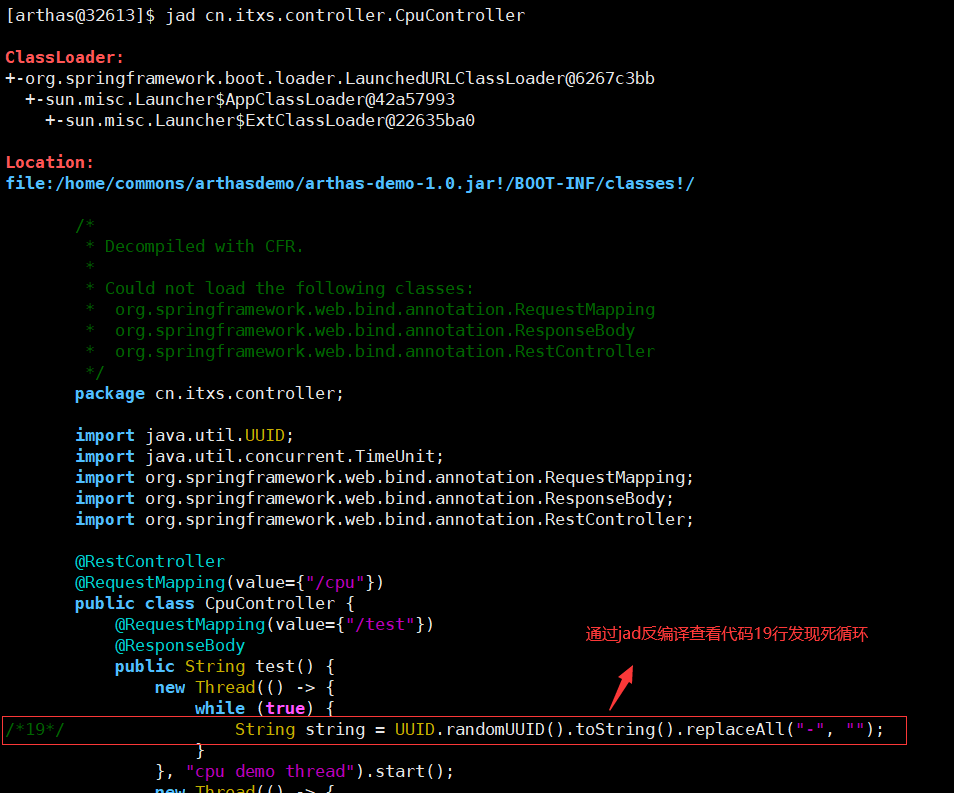 [arthas@32613]$ jad cn.itxs.controller.CpuController
ClassLoader:
+-org.springframework.boot.loader.LaunchedURLClassLoader@6267c3bb
  +-sun.misc.Launcher$AppClassLoader@42a57993
    +-sun.misc.Launcher$ExtClassLoader@22635ba0
Location:
file:/home/commons/arthasdemo/arthas-demo-1.0.jar!/BOOT-INF/classes!/
       /*
        * Decompiled with CFR.
        *
        * Could not load the following classes:
        *  org.springframework.web.bind.annotation.RequestMapping
        *  org.springframework.web.bind.annotation.ResponseBody
        *  org.springframework.web.bind.annotation.RestController
        */
       package cn.itxs.controller;
       import java.util.UUID;
       import java.util.concurrent.TimeUnit;
       import org.springframework.web.bind.annotation.RequestMapping;
       import org.springframework.web.bind.annotation.ResponseBody;
       import org.springframework.web.bind.annotation.RestController;
       @RestController
       @RequestMapping(value={"/cpu"})
       public class CpuController {
           @RequestMapping(value={"/test"})
           @ResponseBody
           public String test() {
               new Thread(() -> {
                   while (true) {
/*19*/                 String string = UUID.randomUUID().toString().replaceAll("-", "");
                   }
               }, "cpu demo thread").start();
               new Thread(() -> {
通过jad反编译查看代码19行发现死循环